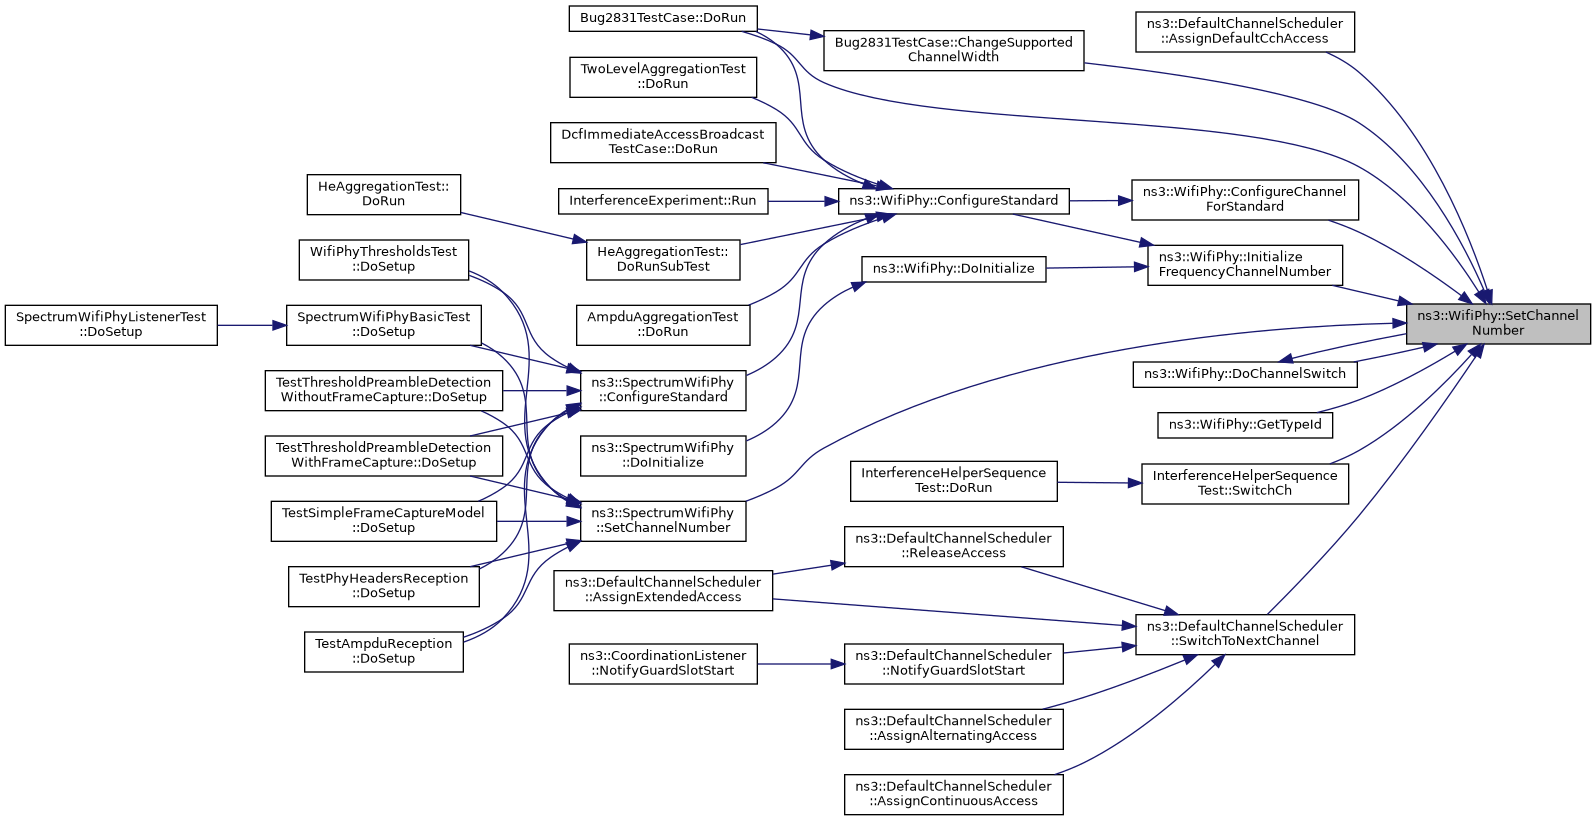 Bug2831TestCase::DoRun
ns3::DefaultChannelScheduler
::AssignDefaultCchAccess
Bug2831TestCase::ChangeSupported
ChannelWidth
TwoLevelAggregationTest
::DoRun
DcfImmediateAccessBroadcast
TestCase::DoRun
HeAggregationTest::
DoRun
InterferenceExperiment::Run
ns3::WifiPhy::ConfigureStandard
ns3::WifiPhy::ConfigureChannel
ForStandard
WifiPhyThresholdsTest
::DoSetup
HeAggregationTest::
DoRunSubTest
ns3::WifiPhy::DoInitialize
ns3::WifiPhy::Initialize
FrequencyChannelNumber
SpectrumWifiPhyListenerTest
::DoSetup
SpectrumWifiPhyBasicTest
::DoSetup
AmpduAggregationTest
::DoRun
ns3::WifiPhy::SetChannel
Number
TestThresholdPreambleDetection
WithoutFrameCapture::DoSetup
ns3::SpectrumWifiPhy
::ConfigureStandard
ns3::WifiPhy::DoChannelSwitch
ns3::WifiPhy::GetTypeId
TestThresholdPreambleDetection
WithFrameCapture::DoSetup
ns3::SpectrumWifiPhy
::DoInitialize
InterferenceHelperSequence
Test::DoRun
InterferenceHelperSequence
Test::SwitchCh
TestSimpleFrameCaptureModel
::DoSetup
ns3::SpectrumWifiPhy
::SetChannelNumber
ns3::DefaultChannelScheduler
::ReleaseAccess
TestPhyHeadersReception
::DoSetup
ns3::DefaultChannelScheduler
::AssignExtendedAccess
TestAmpduReception
::DoSetup
ns3::CoordinationListener
::NotifyGuardSlotStart
ns3::DefaultChannelScheduler
::NotifyGuardSlotStart
ns3::DefaultChannelScheduler
::SwitchToNextChannel
ns3::DefaultChannelScheduler
::AssignAlternatingAccess
ns3::DefaultChannelScheduler
::AssignContinuousAccess